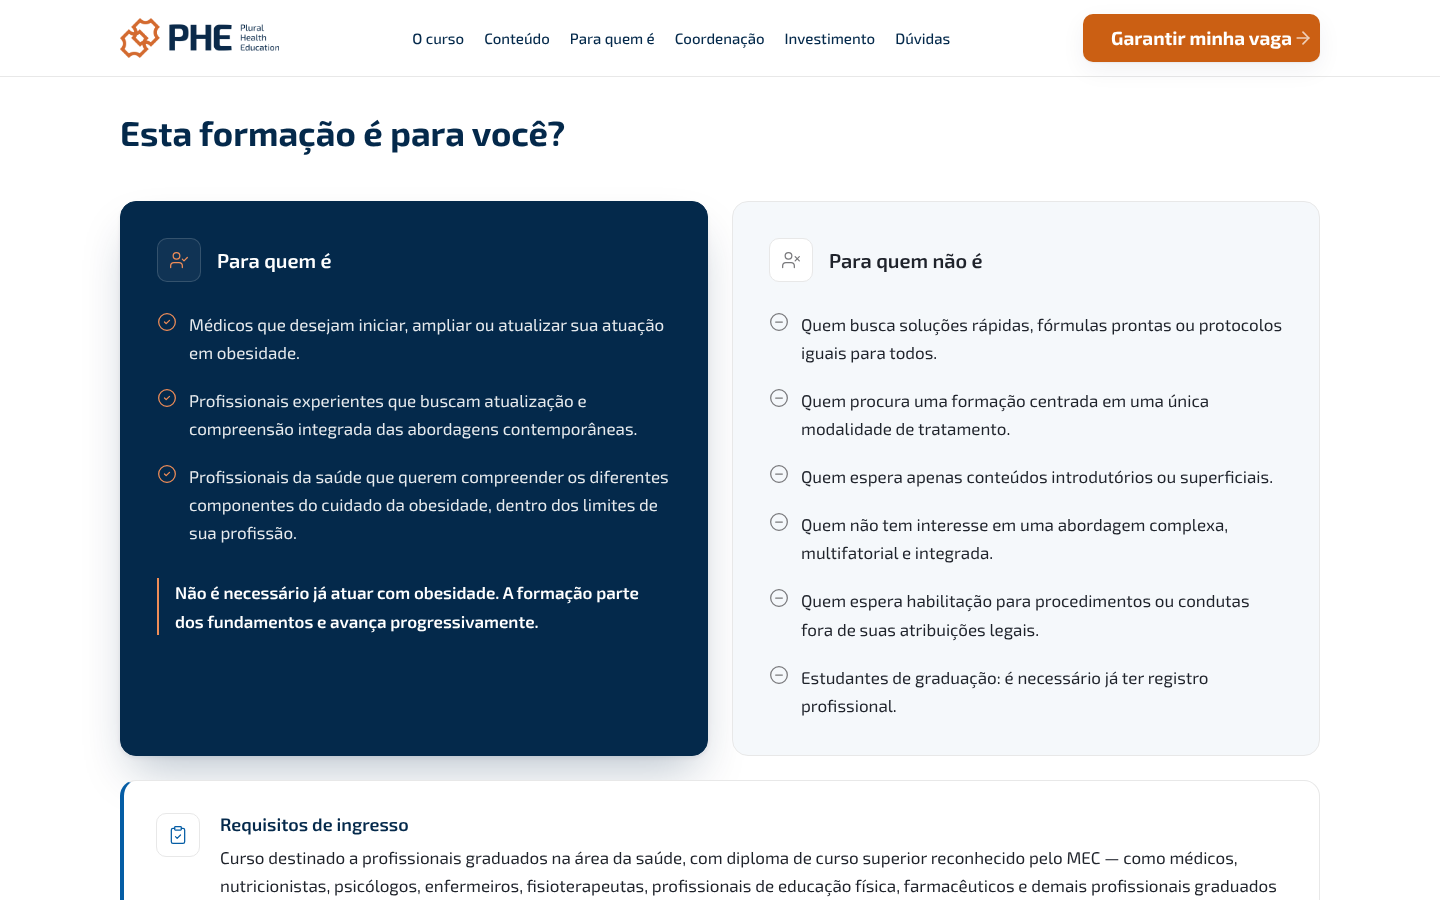 PHE
Plural
Health
Education
O curso
Conteúdo
Para quem é
Coordenação
Investimento
Dúvidas
Garantir minha vaga
Esta formação é para você?
Para quem é
Médicos que desejam iniciar, ampliar ou atualizar sua atuação
em obesidade.
Profissionais experientes que buscam atualização e
compreensão integrada das abordagens contemporâneas.
Profissionais da saúde que querem compreender os diferentes
componentes do cuidado da obesidade, dentro dos limites de
sua profissão.
Não é necessário já atuar com obesidade. A formação parte
dos fundamentos e avança progressivamente.
Para quem não é
Quem busca soluções rápidas, fórmulas prontas ou protocolos
iguais para todos.
Quem procura uma formação centrada em uma única
modalidade de tratamento.
Quem espera apenas conteúdos introdutórios ou superficiais.
Quem não tem interesse em uma abordagem complexa,
multifatorial e integrada.
Quem espera habilitação para procedimentos ou condutas
fora de suas atribuições legais.
Estudantes de graduação: é necessário já ter registro
profissional.
Requisitos de ingresso
Curso destinado a profissionais graduados na área da saúde, com diploma de curso superior reconhecido pelo MEC — como médicos,
nutricionistas, psicólogos, enfermeiros, fisioterapeutas, profissionais de educação física, farmacêuticos e demais profissionais graduados